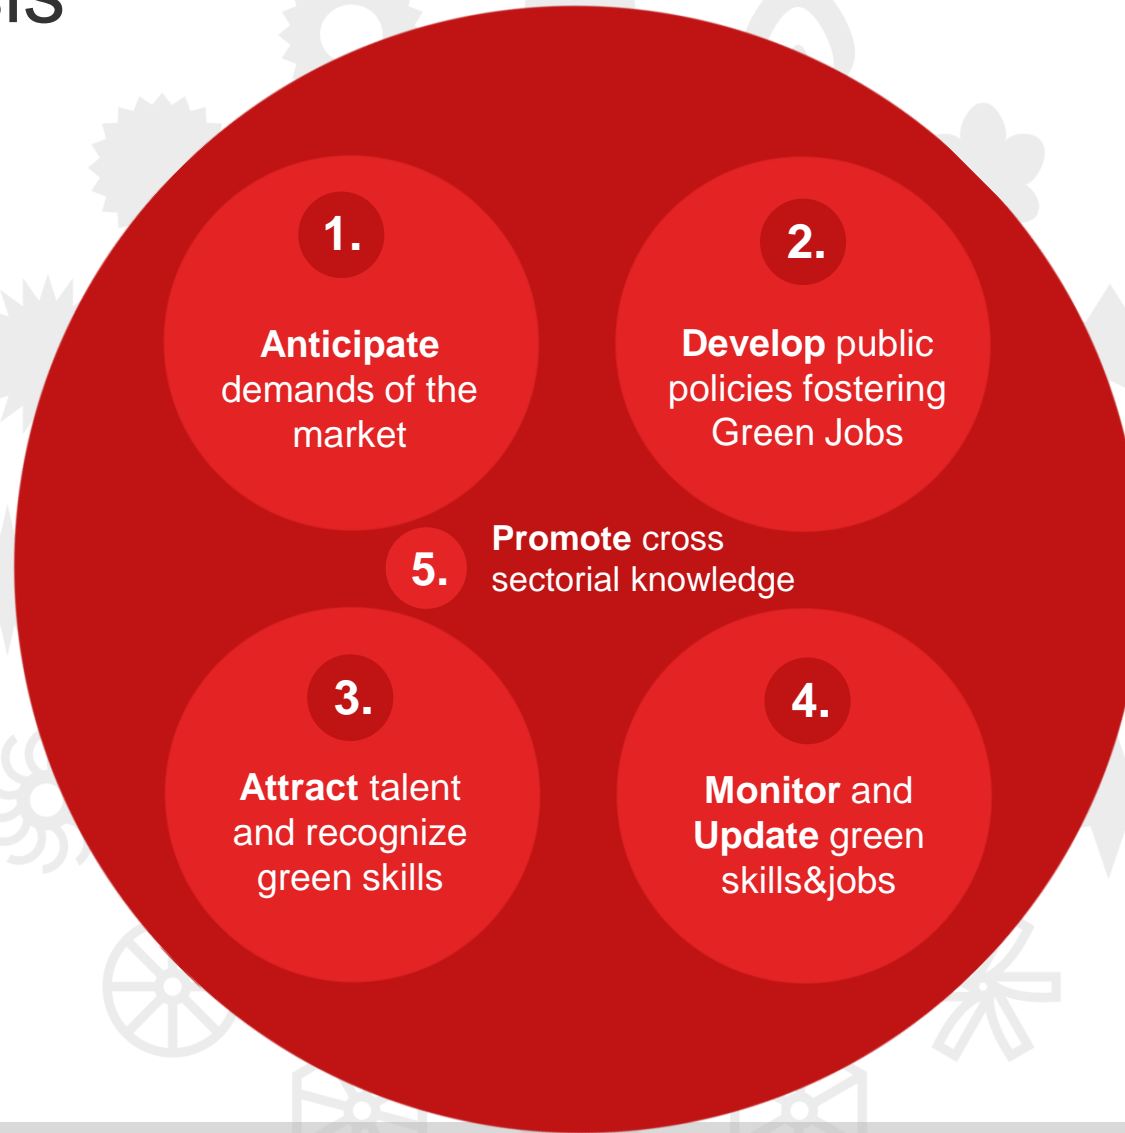 1.
Anticipate
demands of the
market
2.
Develop public
policies fostering
Green Jobs
5.
Promote cross
sectorial knowledge
3.
Attract talent
and recognize
green skills
4.
Monitor and
Update green
skills&jobs